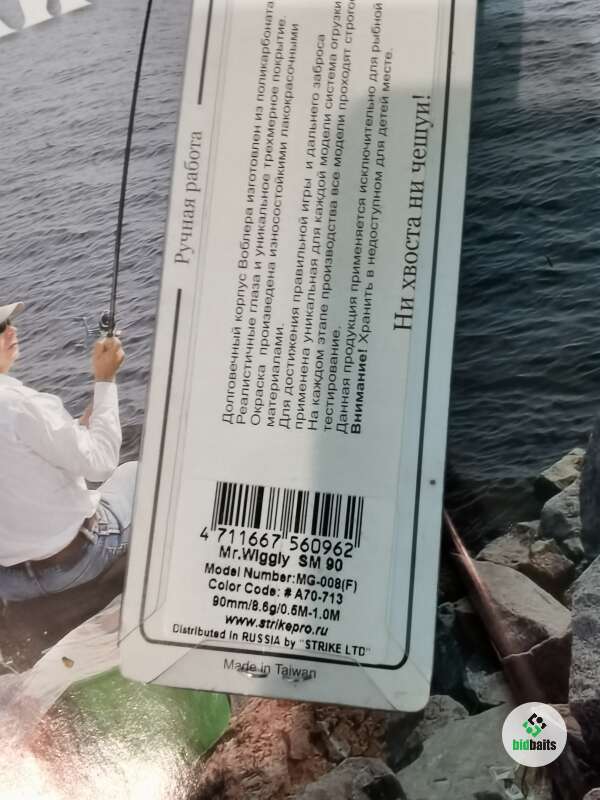 Ручная работа
Долговечный корпус Воблера изготовлен из поликарбоната
Реалистичные глаза и уникальное трехмерное покрытие.
Окраска произведена износостойкими лакокрасочными
материалами.
Для достижения правильной игры и дальнего заброса
применена уникальная для каждой модели система огрузки
На каждом этапе производства все модели проходят строгое
тестирование.
Данная продукция применяется исключительно для рыбной
Внимание! Хранить в недоступном для детей месте.
Ни хвоста ни чешуи!
4 711667 560962
Mr.Wiggly SM 90
Model Number:MG-008(F)
Color Code: # A70-713
90mm/8.6g/0.5M-1.0M
www.strikepro.ru
Distributed in RUSSIA by "STRIKE LTD"
Made in Taiwan
bidbaits